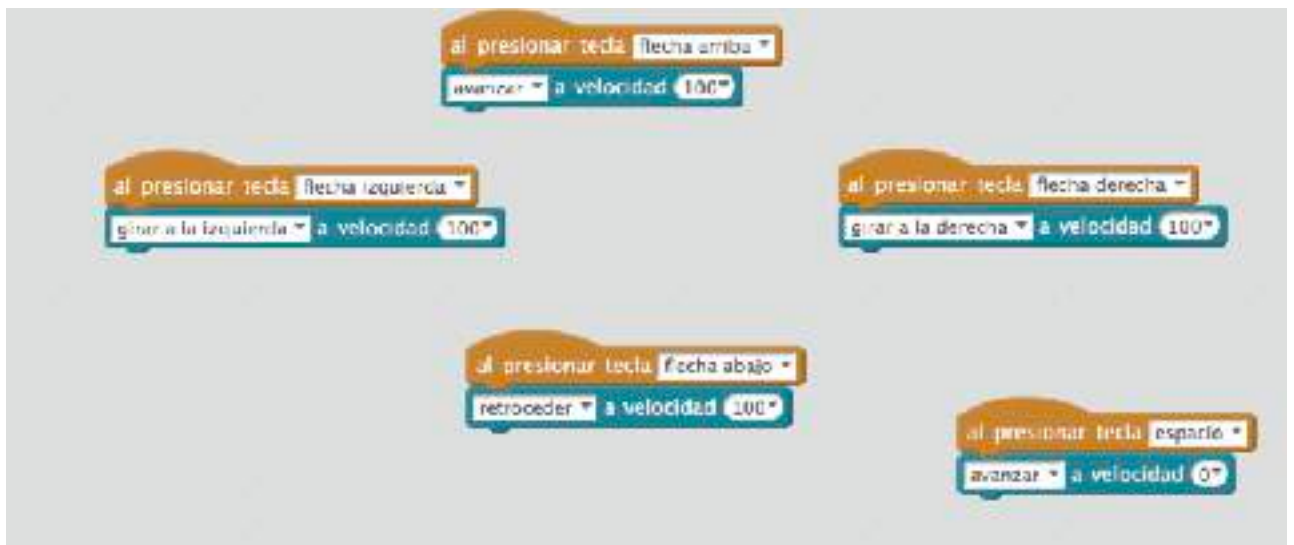 al presionar tecla flecha arriba
avanzar a velocidad 100
al presionar tecla flecha izquierda
girar a la izquierda a velocidad 100
al presionar tecla flecha derecha
girar a la derecha a velocidad 100
al presionar tecla flecha abajo
retroceder a velocidad 100
al presionar tecla espacio
avanzar a velocidad 0